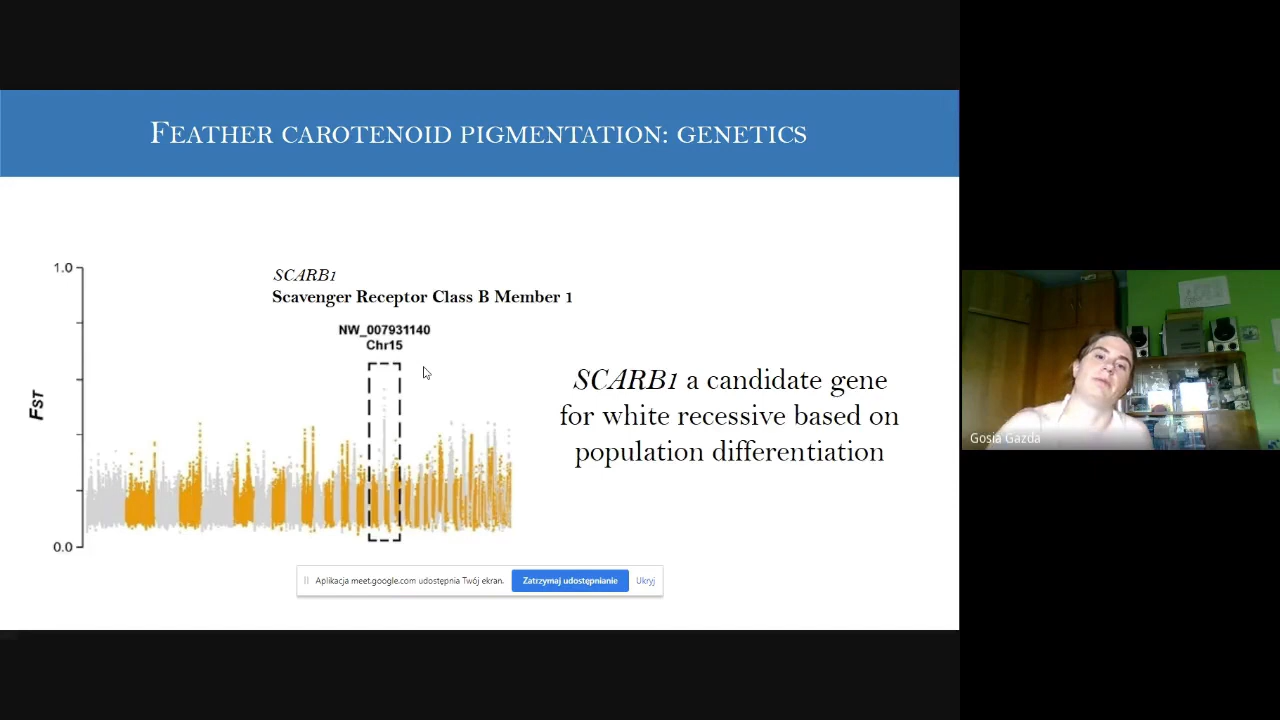 FEATHER CAROTENOID PIGMENTATION: GENETICS
SCARB1
Scavenger Receptor Class B Member 1
NW_007931140
Chr15
1.0
FST
0.0
SCARB1 a candidate gene
for white recessive based on
population differentiation
Aplikacja meet.google.com udostępnia Twój ekran.
Zatrzymaj udostępnianie
Ukryj
Gosia Gazda